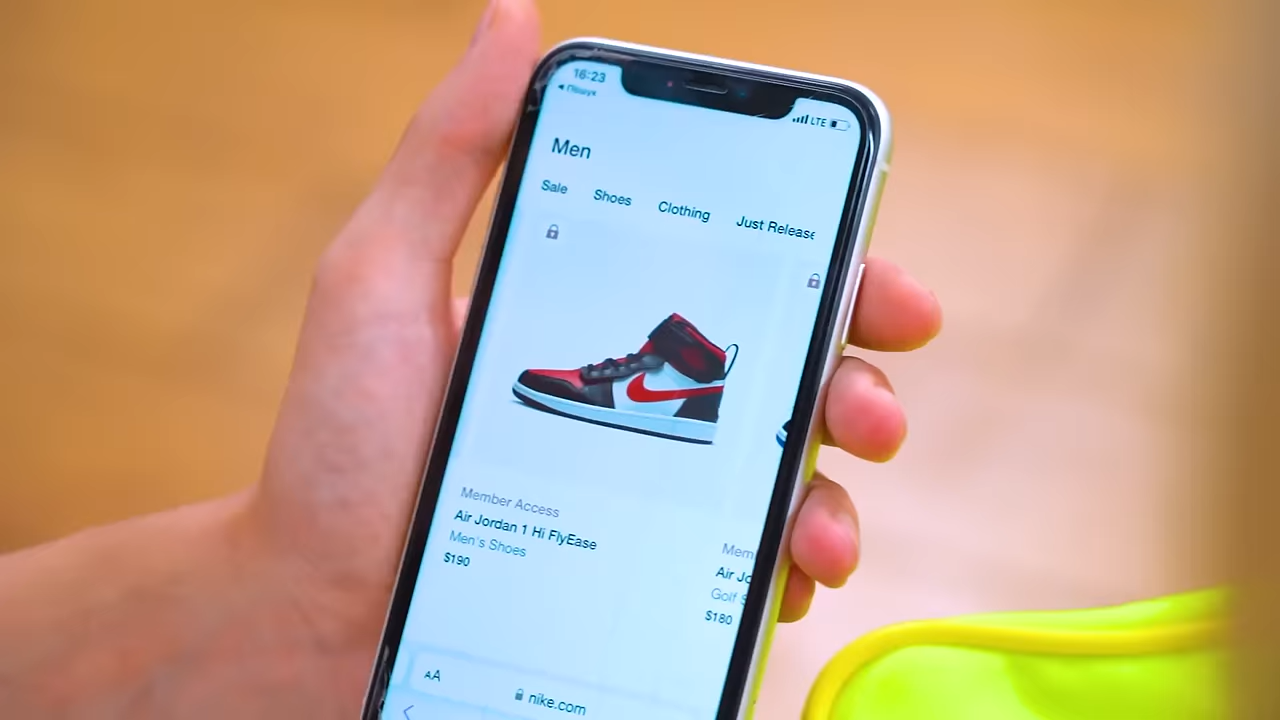 16:23
◀ Пошук
LTE
Men
Sale Shoes Clothing Just Release
Member Access
Air Jordan 1 Hi FlyEase
Men's Shoes
$190
Mem
Air Jo
Golf S
$180
AA
nike.com